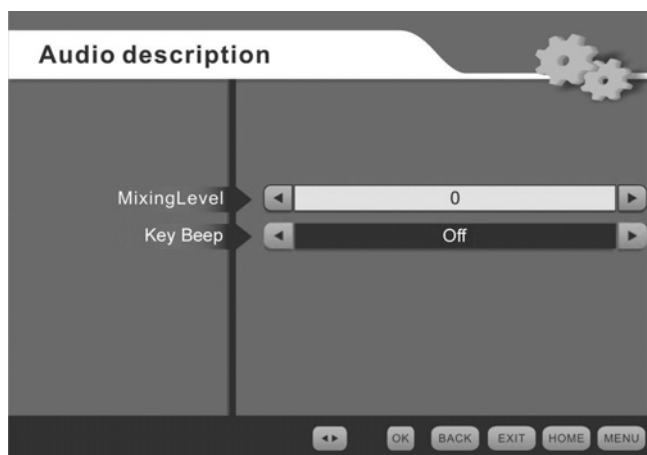 Audio description
MixingLevel 0
Key Beep Off
OK BACK EXIT HOME MENU